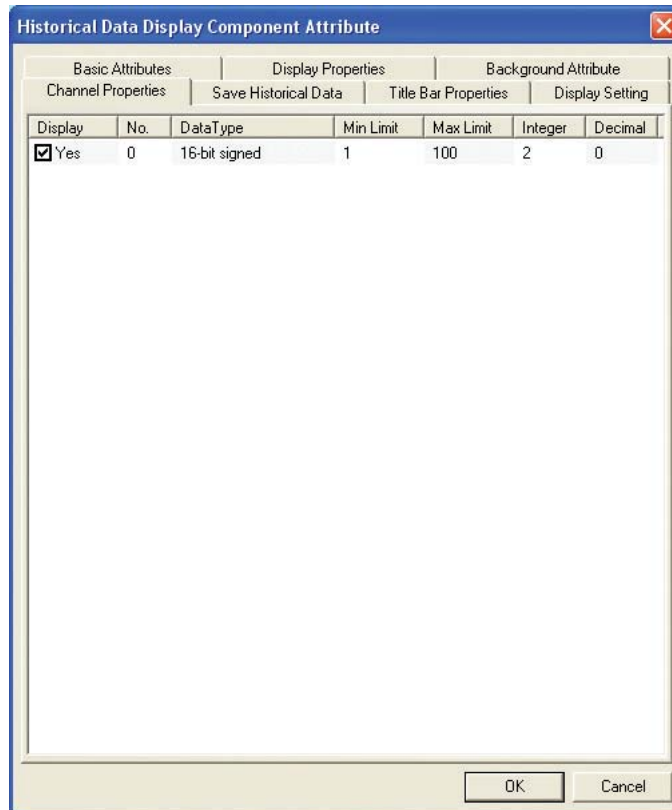 Historical Data Display Component Attribute
Basic Attributes Display Properties Background Attribute
Channel Properties Save Historical Data Title Bar Properties Display Setting
Display No. DataType Min Limit Max Limit Integer Decimal
Yes 0 16-bit signed 1 100 2 0
OK Cancel